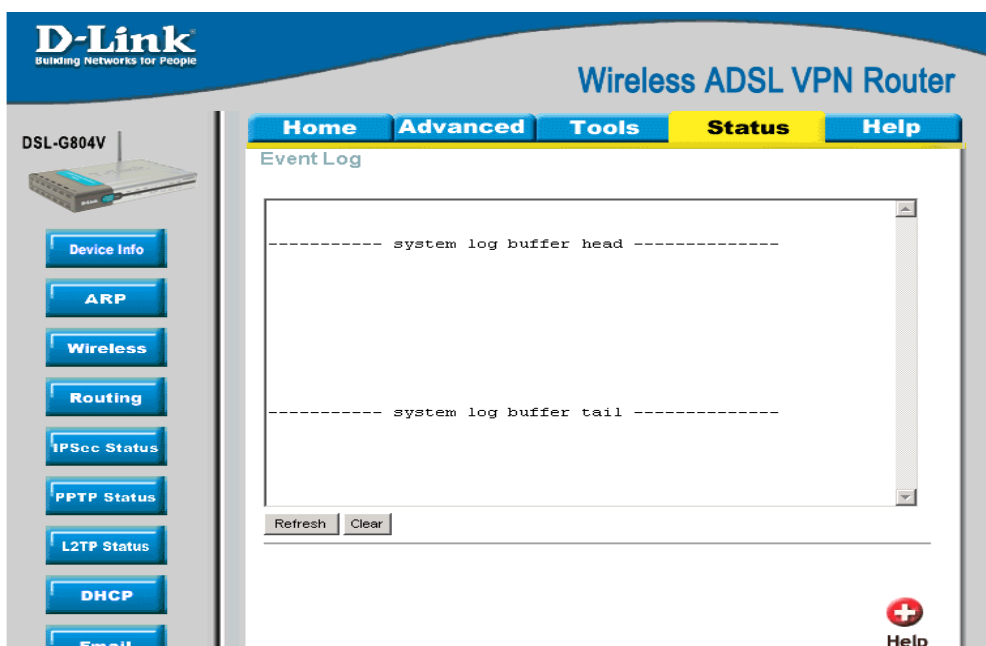 D-Link
Building Networks for People
Wireless ADSL VPN Router
DSL-G804V
Home Advanced Tools Status Help
Event Log
----------- system log buffer head --------------
----------- system log buffer tail --------------
Refresh Clear
Device Info
ARP
Wireless
Routing
IPSec Status
PPTP Status
L2TP Status
DHCP
Email
Help